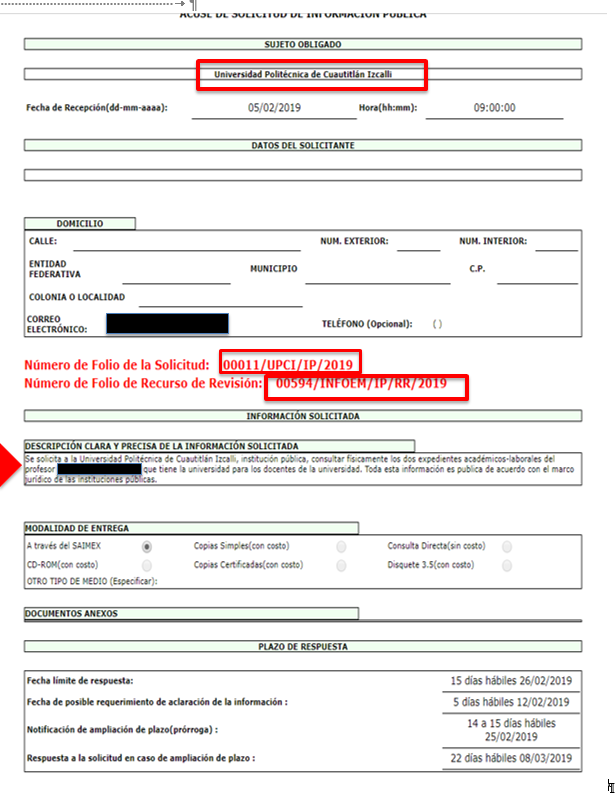 ACUSE DE SOLICITUD DE INFORMACIÓN PÚBLICA
SUJETO OBLIGADO
Universidad Politécnica de Cuautitlán Izcalli
Fecha de Recepción(dd-mm-aaaa): 05/02/2019 Hora(hh:mm): 09:00:00
DATOS DEL SOLICITANTE
DOMICILIO
CALLE: NUM. EXTERIOR: NUM. INTERIOR:
ENTIDAD
FEDERATIVA MUNICIPIO C.P.
COLONIA O LOCALIDAD
CORREO
ELECTRÓNICO: TELÉFONO (Opcional): ( )
Número de Folio de la Solicitud: 00011/UPCI/IP/2019
Número de Folio de Recurso de Revisión: 00594/INFOEM/IP/RR/2019
INFORMACIÓN SOLICITADA
DESCRIPCIÓN CLARA Y PRECISA DE LA INFORMACIÓN SOLICITADA
Se solicita a la Universidad Politécnica de Cuautitlán Izcalli, institución pública, consultar físicamente los dos expedientes académicos-laborales del
profesor que tiene la universidad para los docentes de la universidad. Toda esta información es publica de acuerdo con el marco
jurídico de las instituciones públicas.
MODALIDAD DE ENTREGA
A través del SAIMEX Copias Simples(con costo) Consulta Directa(sin costo)
CD-ROM(con costo) Copias Certificadas(con costo) Disquete 3.5(con costo)
OTRO TIPO DE MEDIO (Especificar):
DOCUMENTOS ANEXOS
PLAZO DE RESPUESTA
Fecha límite de respuesta: 15 días hábiles 26/02/2019
Fecha de posible requerimiento de aclaración de la información : 5 días hábiles 12/02/2019
Notificación de ampliación de plazo(prórroga) : 14 a 15 días hábiles
25/02/2019
Respuesta a la solicitud en caso de ampliación de plazo : 22 días hábiles 08/03/2019